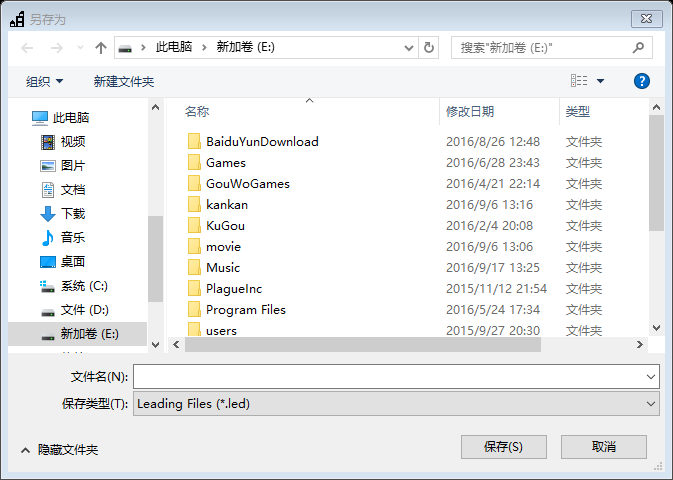 另存为
此电脑 > 新加卷 (E:)
搜索"新加卷 (E:)"
组织 新建文件夹
此电脑
视频
图片
文档
下载
音乐
桌面
系统 (C:)
文件 (D:)
新加卷 (E:)
名称 修改日期 类型
BaiduYunDownload 2016/8/26 12:48 文件夹
Games 2016/6/28 23:43 文件夹
GouWoGames 2016/4/21 22:14 文件夹
kankan 2016/9/6 13:16 文件夹
KuGou 2016/2/4 20:08 文件夹
movie 2016/9/6 13:06 文件夹
Music 2016/9/17 13:25 文件夹
PlagueInc 2015/11/12 21:54 文件夹
Program Files 2016/5/24 17:34 文件夹
users 2015/9/27 20:30 文件夹
文件名(N):
保存类型(T): Leading Files (*.led)
隐藏文件夹 保存(S) 取消